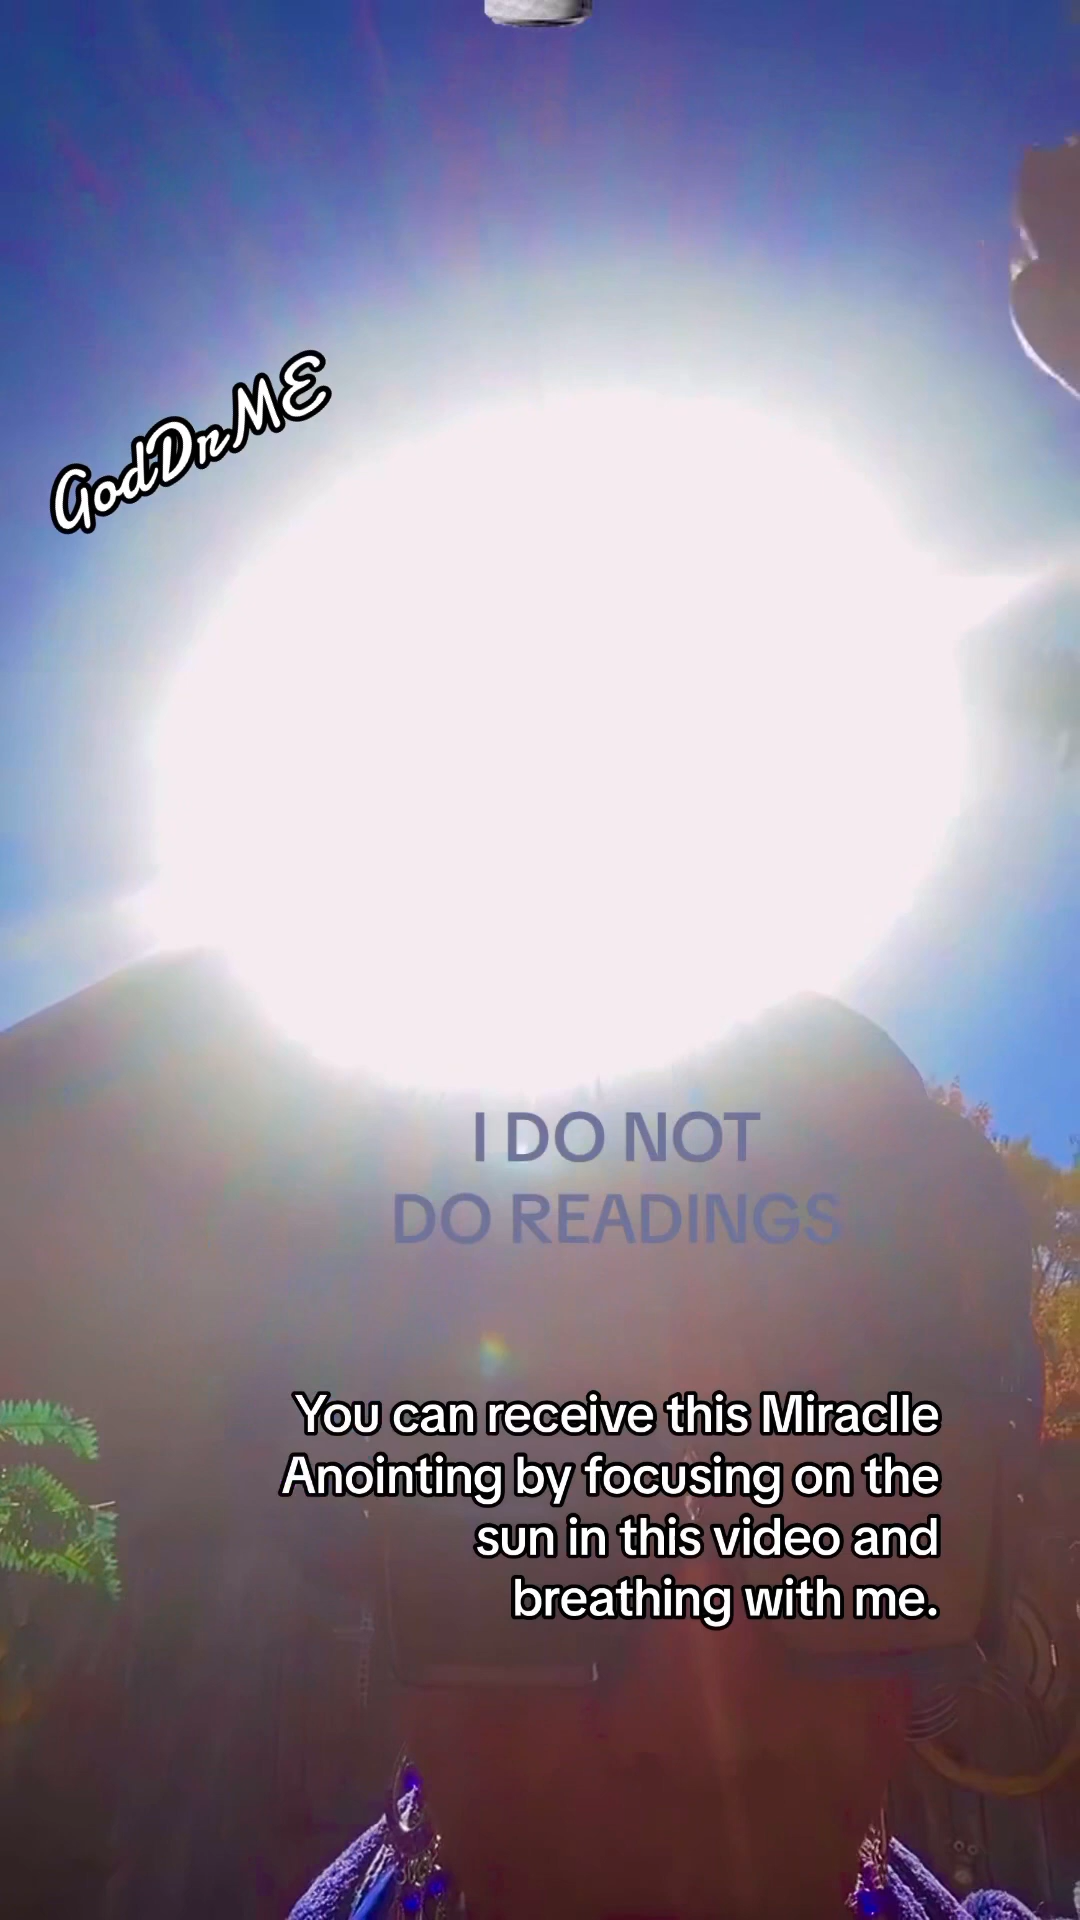 GodDrME
I DO NOT
DO READINGS
You can receive this Miraclle
Anointing by focusing on the
sun in this video and
breathing with me.